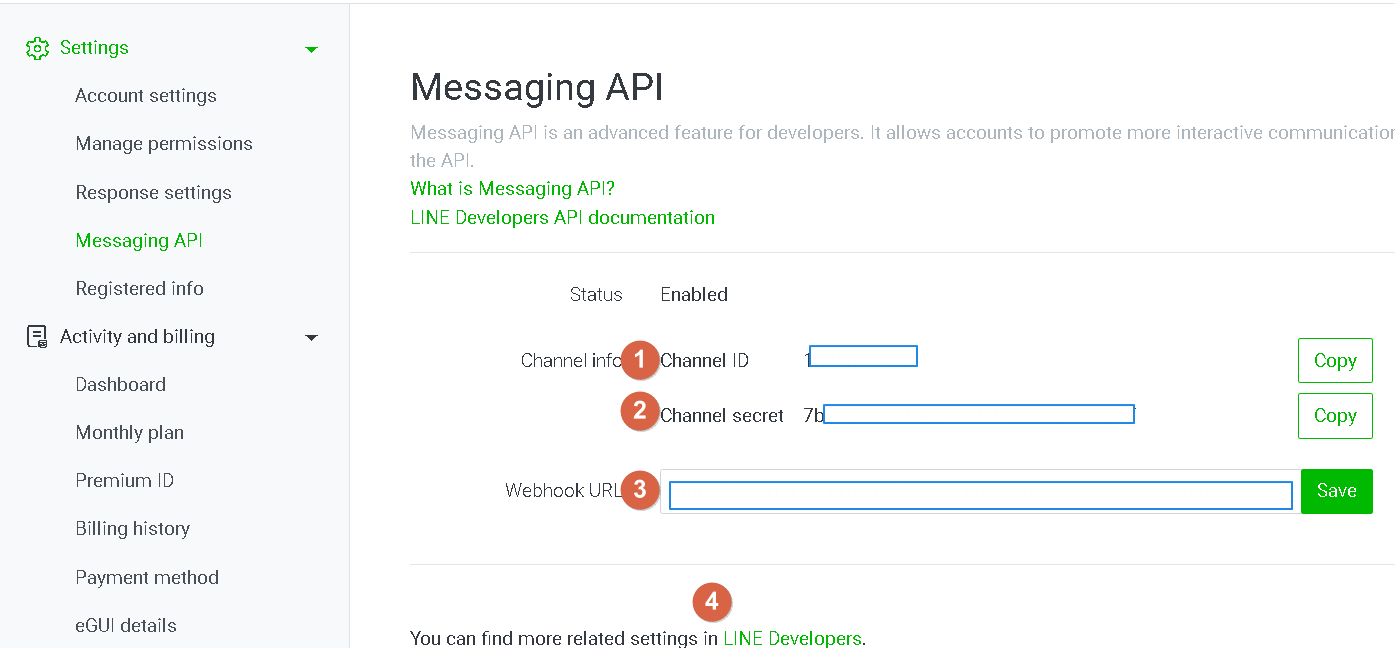 Settings
Account settings
Manage permissions
Response settings
Messaging API
Registered info
Activity and billing
Dashboard
Monthly plan
Premium ID
Billing history
Payment method
eGUI details
Messaging API
Messaging API is an advanced feature for developers. It allows accounts to promote more interactive
the API.
What is Messaging API?
LINE Developers API documentation
Status Enabled
Channel info 1 Channel ID 1 Copy
2 Channel secret 7b Copy
Webhook URL 3 Save
4
You can find more related settings in LINE Developers.